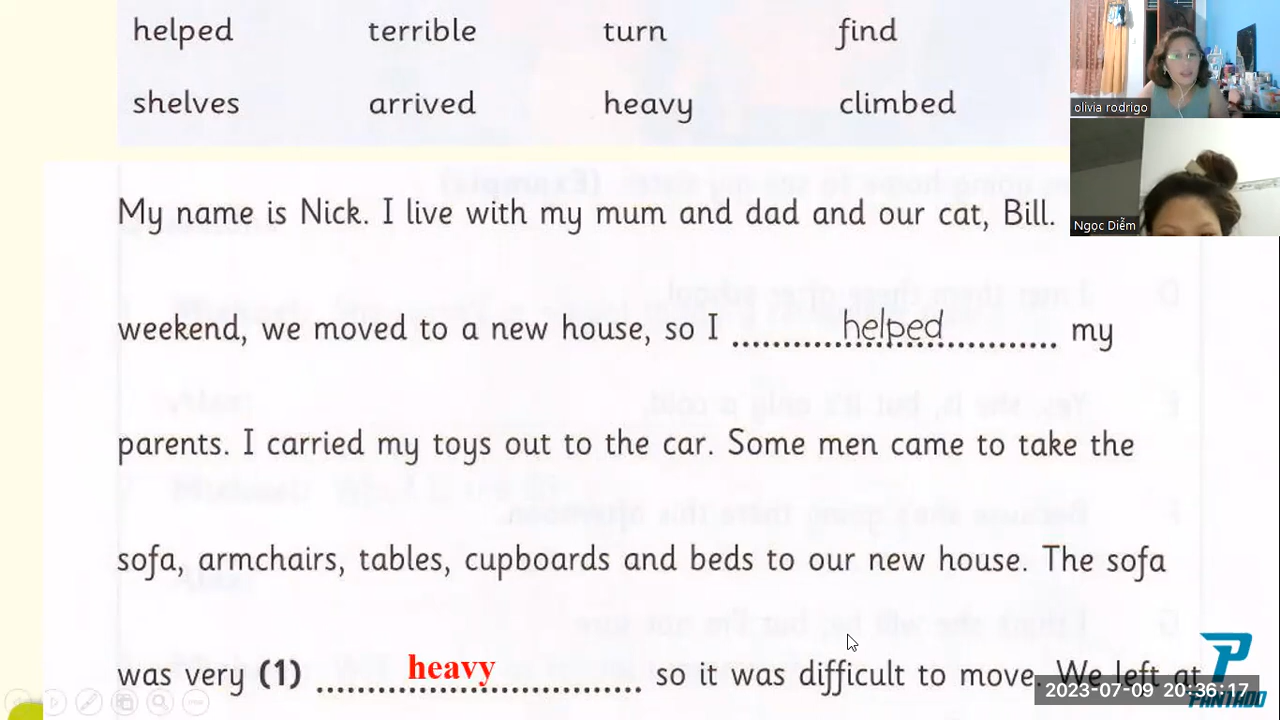 helped terrible turn find
shelves arrived heavy climbed
olivia rodrigo
Ngọc Diễm
My name is Nick. I live with my mum and dad and our cat, Bill.
weekend, we moved to a new house, so I helped my
parents. I carried my toys out to the car. Some men came to take the
sofa, armchairs, tables, cupboards and beds to our new house. The sofa
was very (1) heavy so it was difficult to move. We left at
2023-07-09 20:36:17
PANTADO